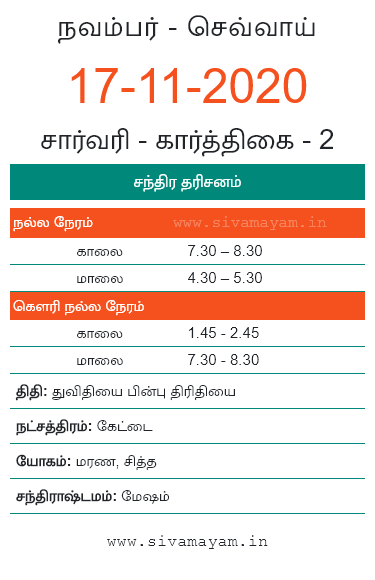 நவம்பர் - செவ்வாய்
17-11-2020
சார்வரி - கார்த்திகை - 2
சந்திர தரிசனம்
நல்ல நேரம் www.sivamayam.in
காலை 7.30 – 8.30
மாலை 4.30 – 5.30
கௌரி நல்ல நேரம்
காலை 1.45 - 2.45
மாலை 7.30 - 8.30
திதி: துவிதியை பின்பு திரிதியை
நட்சத்திரம்: கேட்டை
யோகம்: மரண, சித்த
சந்திராஷ்டமம்: மேஷம்
www.sivamayam.in